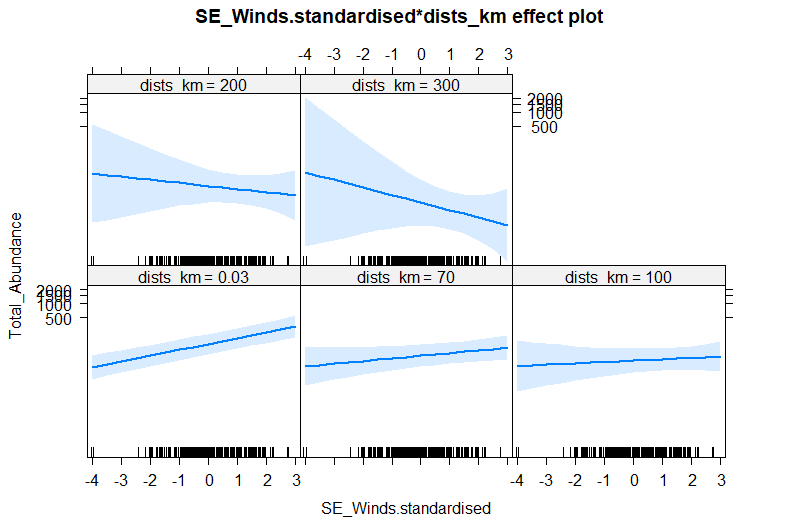 SE_Winds.standardised*dists_km effect plot
-4 -3 -2 -1 0 1 2 3
dists_km = 200 dists_km = 300
2000
1500
1000
500
Total_Abundance
dists_km = 0.03 dists_km = 70 dists_km = 100
2000
1500
1000
500
-4 -3 -2 -1 0 1 2 3 -4 -3 -2 -1 0 1 2 3
SE_Winds.standardised